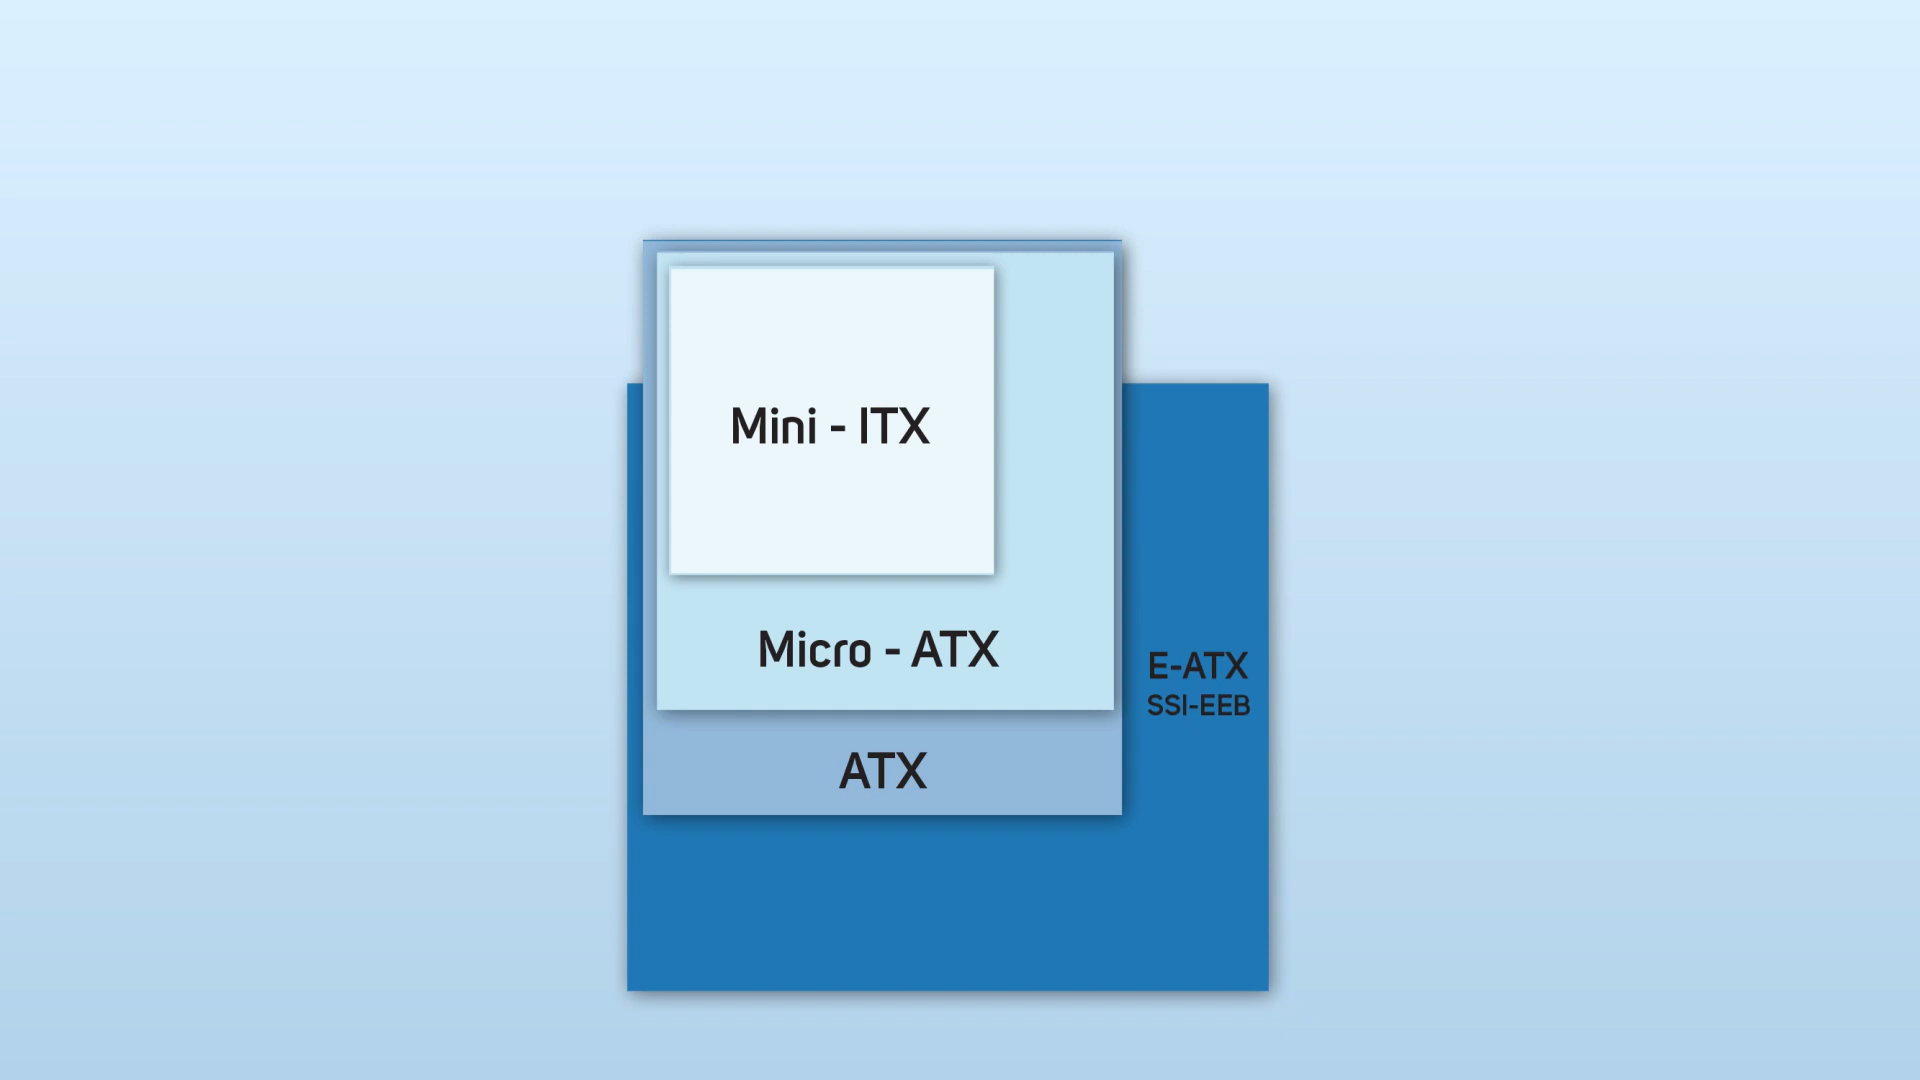 Mini - ITX
Micro - ATX
E-ATX
SSI-EEB
ATX